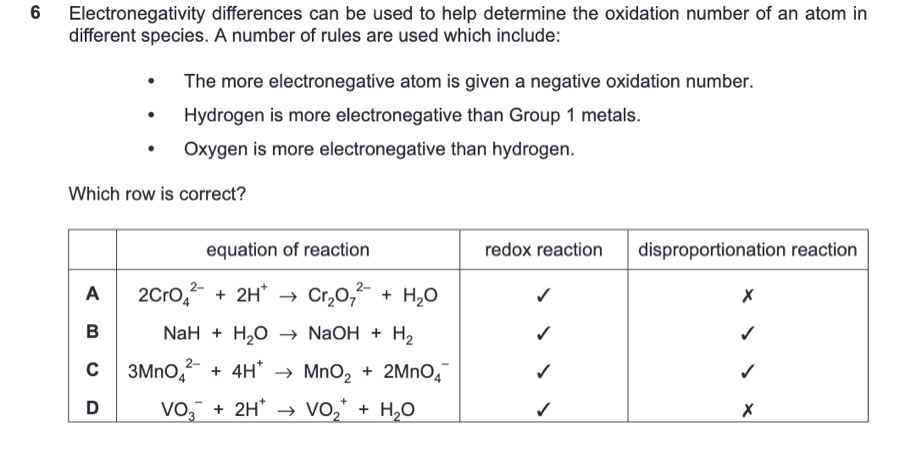 6 Electronegativity differences can be used to help determine the oxidation number of an atom in
different species. A number of rules are used which include:
• The more electronegative atom is given a negative oxidation number.
• Hydrogen is more electronegative than Group 1 metals.
• Oxygen is more electronegative than hydrogen.
Which row is correct?
equation of reaction redox reaction disproportionation reaction
A 2CrO₄²⁻ + 2H⁺ → Cr₂O₇²⁻ + H₂O ✓ ✗
B NaH + H₂O → NaOH + H₂ ✓ ✓
C 3MnO₄²⁻ + 4H⁺ → MnO₂ + 2MnO₄⁻ ✓ ✓
D VO₃⁻ + 2H⁺ → VO₂⁺ + H₂O ✓ ✗